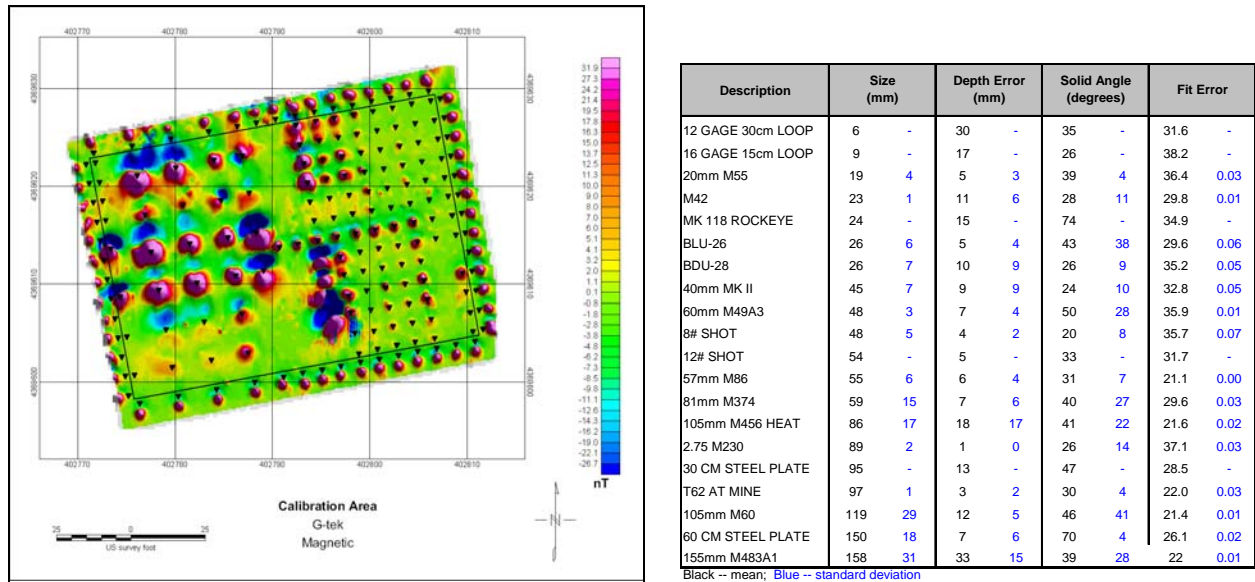 402770 402780 402790 402600 402610
4369630 4369630
4369620 4369620
4369610 4369610
4369600 4369600
402770 402780 402790 402600 402610
31.9
27.3
24.2
21.4
19.5
17.8
16.3
15.0
13.7
12.5
11.3
10.0
9.0
8.0
7.0
6.0
5.1
4.1
3.2
2.0
1.1
0.1
-0.8
-1.8
-2.8
-3.8
-4.8
-6.2
-7.3
-8.5
-9.8
-11.1
-12.6
-14.3
-16.2
-19.0
-22.1
-26.7
nT
Calibration Area
G-tek
Magnetic
25 0 25
US survey foot
N
Description Size (mm) Depth Error (mm) Solid Angle (degrees) Fit Error
12 GAGE 30cm LOOP 6 - 30 - 35 - 31.6 -
16 GAGE 15cm LOOP 9 - 17 - 26 - 38.2 -
20mm M55 19 4 5 3 39 4 36.4 0.03
M42 23 1 11 6 28 11 29.8 0.01
MK 118 ROCKEYE 24 - 15 - 74 - 34.9 -
BLU-26 26 6 5 4 43 38 29.6 0.06
BDU-28 26 7 10 9 26 9 35.2 0.05
40mm MK II 45 7 9 9 24 10 32.8 0.05
60mm M49A3 48 3 7 4 50 28 35.9 0.01
8# SHOT 48 5 4 2 20 8 35.7 0.07
12# SHOT 54 - 5 - 33 - 31.7 -
57mm M86 55 6 6 4 31 7 21.1 0.00
81mm M374 59 15 7 6 40 27 29.6 0.03
105mm M456 HEAT 86 17 18 17 41 22 21.6 0.02
2.75 M230 89 2 1 0 26 14 37.1 0.03
30 CM STEEL PLATE 95 - 13 - 47 - 28.5 -
T62 AT MINE 97 1 3 2 30 4 22.0 0.03
105mm M60 119 29 12 5 46 41 21.4 0.01
60 CM STEEL PLATE 150 18 7 6 70 4 26.1 0.02
155mm M483A1 158 31 33 15 39 28 22 0.01
Black -- mean; Blue -- standard deviation